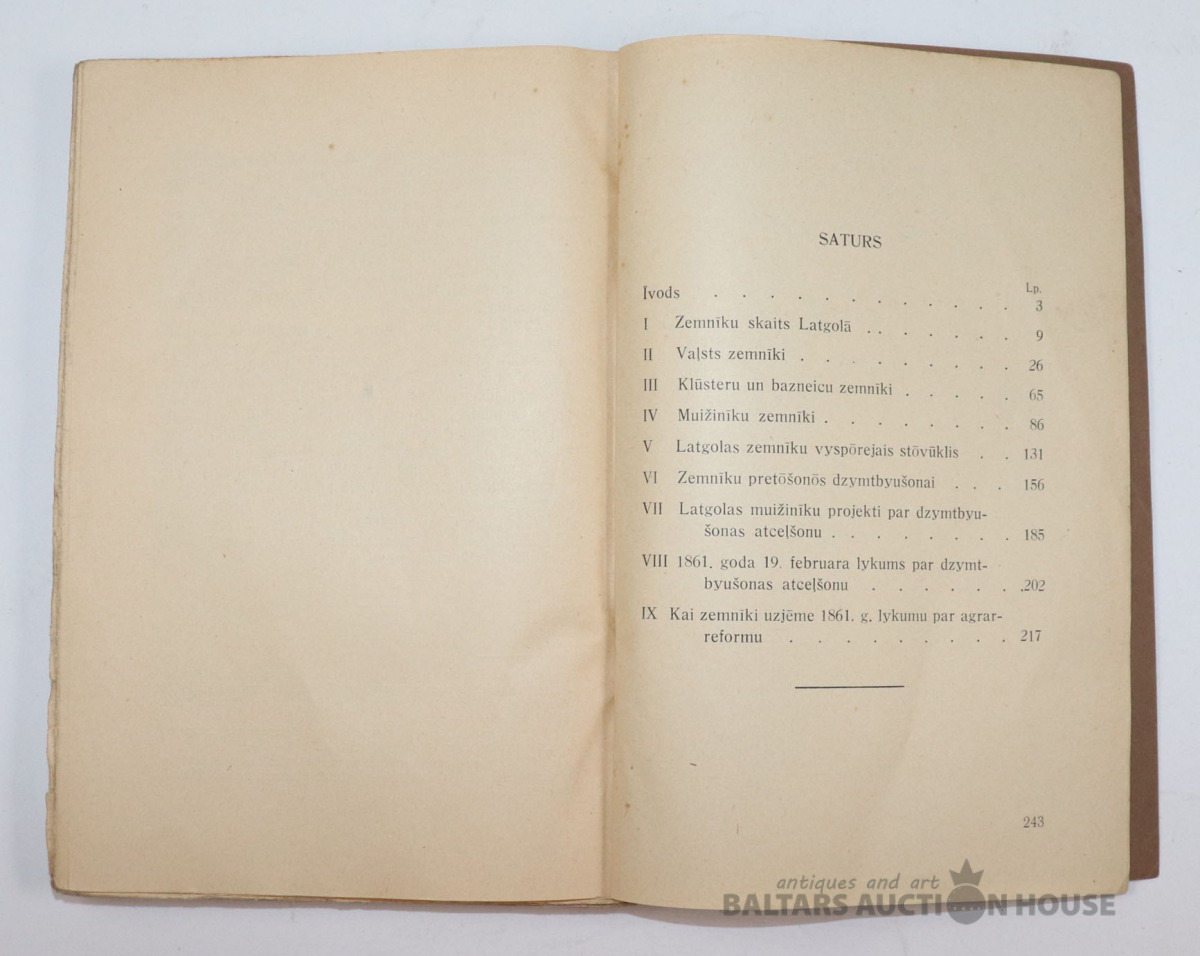 SATURS
Lp.
Īvods . . . . . . . . . . . 3
I Zemnīku skaits Latgolā . . . . . . . 9
II Vaļsts zemnīki . . . . . . . . 26
III Klūsteru un bazneicu zemnīki . . . . . 65
IV Muižinīku zemnīki . . . . . . . . 86
V Latgolas zemnīku vyspōrejais stōvūklis . . 131
VI Zemnīku pretōšonōs dzymtbyušonai . . . 156
VII Latgolas muižinīku projekti par dzymtbyu-
šonas atceļšonu . . . . . . . 185
VIII 1861. goda 19. februara lykums par dzymt-
byušonas atceļšonu . . . . . . . 202
IX Kai zemnīki uzjēme 1861. g. lykumu par agrar-
reformu . . . . . . . . . 217
243
antiques and art
BALTARS AUCTION HOUSE